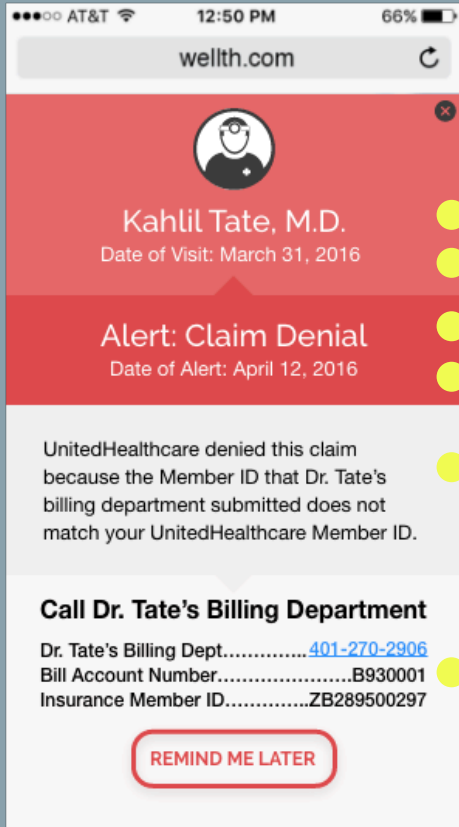 AT&T 12:50 PM 66%
wellth.com
Kahlil Tate, M.D.
Date of Visit: March 31, 2016
Alert: Claim Denial
Date of Alert: April 12, 2016
UnitedHealthcare denied this claim
because the Member ID that Dr. Tate's
billing department submitted does not
match your UnitedHealthcare Member ID.
Call Dr. Tate's Billing Department
Dr. Tate's Billing Dept.............. 401-270-2906
Bill Account Number......................B930001
Insurance Member ID..............ZB289500297
REMIND ME LATER